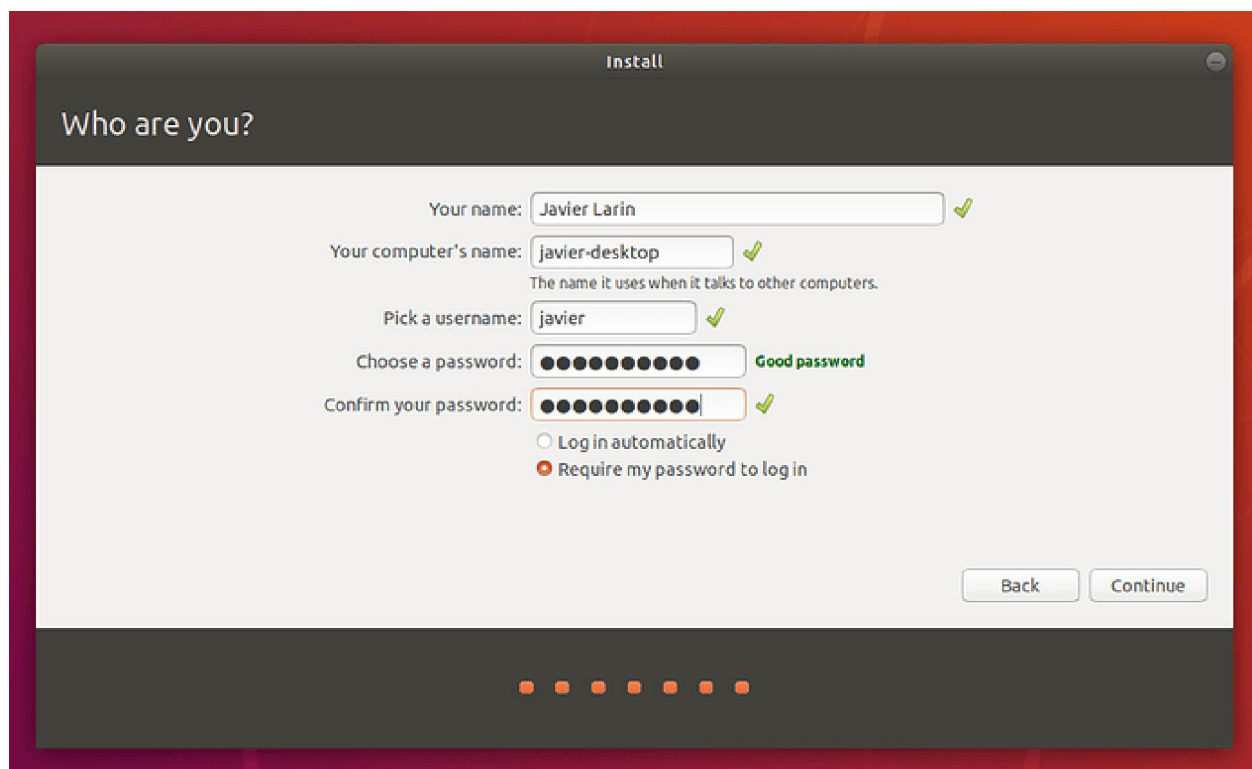 Install
Who are you?
Your name: Javier Larin
Your computer's name: javier-desktop
The name it uses when it talks to other computers.
Pick a username: javier
Choose a password: ●●●●●●●●●● Good password
Confirm your password: ●●●●●●●●●●
Log in automatically
Require my password to log in
Back Continue